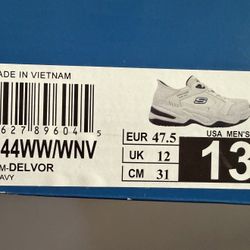 ADE IN VIETNAM
627 89604 5
44WW/WNV
M-DELVOR
AVY
EUR 47.5
UK 12
CM 31
USA MEN'S
13